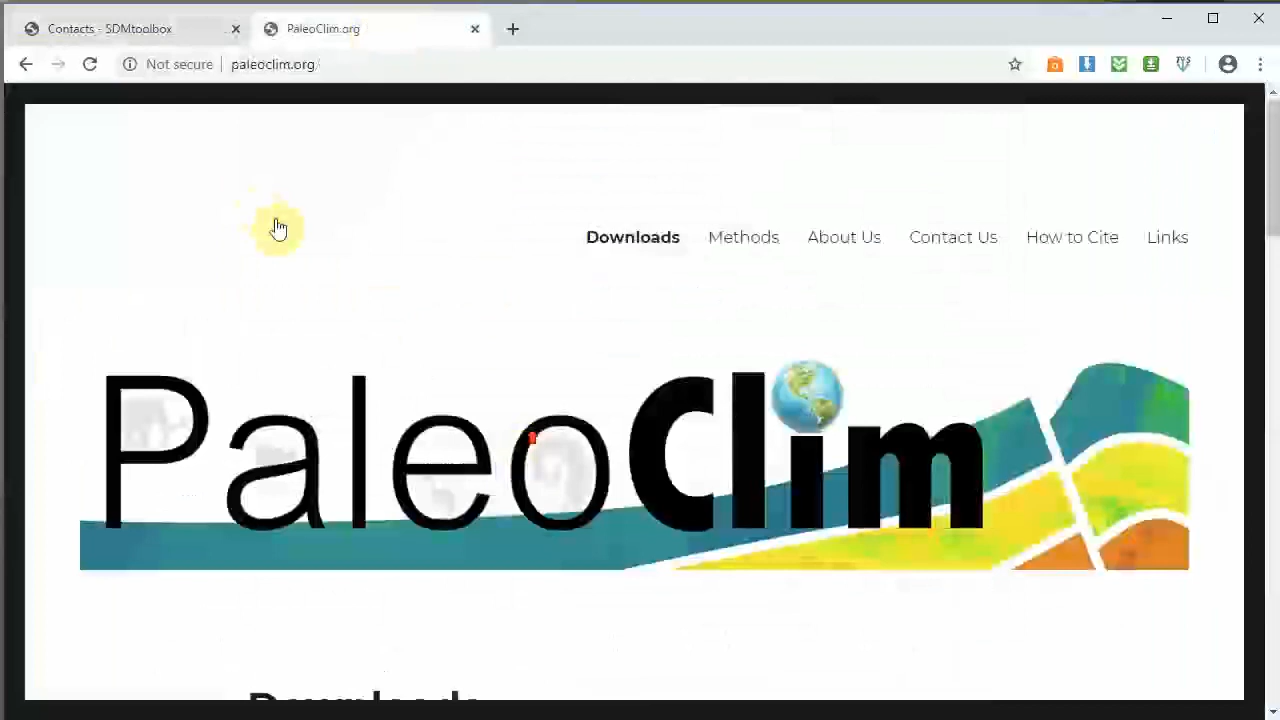 Contacts - SDMtoolbox
PaleoClim.org
Not secure
paleoclim.org
Downloads Methods About Us Contact Us How to Cite Links
PaleoClim
Downloads